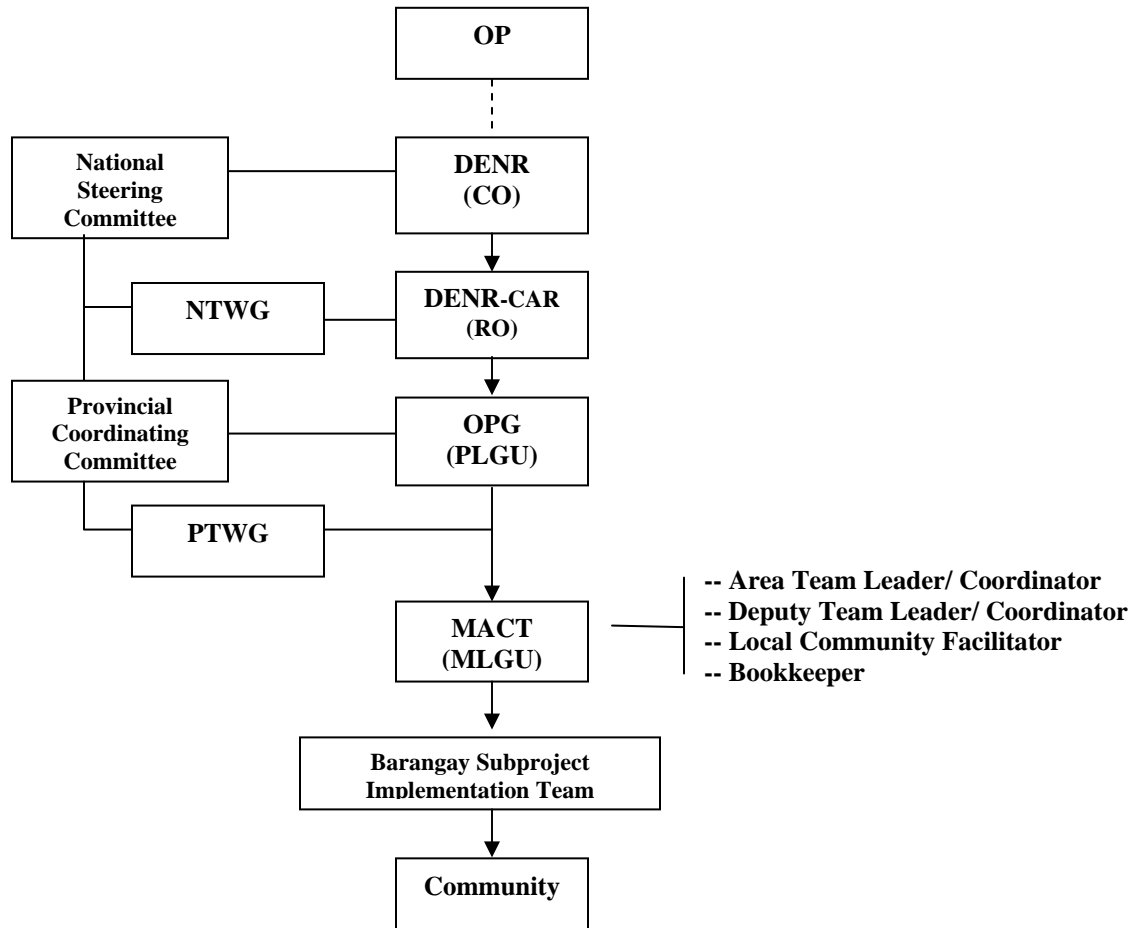 OP
National
Steering
Committee
DENR
(CO)
NTWG
DENR-CAR
(RO)
Provincial
Coordinating
Committee
OPG
(PLGU)
PTWG
MACT
(MLGU)
-- Area Team Leader/ Coordinator
-- Deputy Team Leader/ Coordinator
-- Local Community Facilitator
-- Bookkeeper
Barangay Subproject
Implementation Team
Community